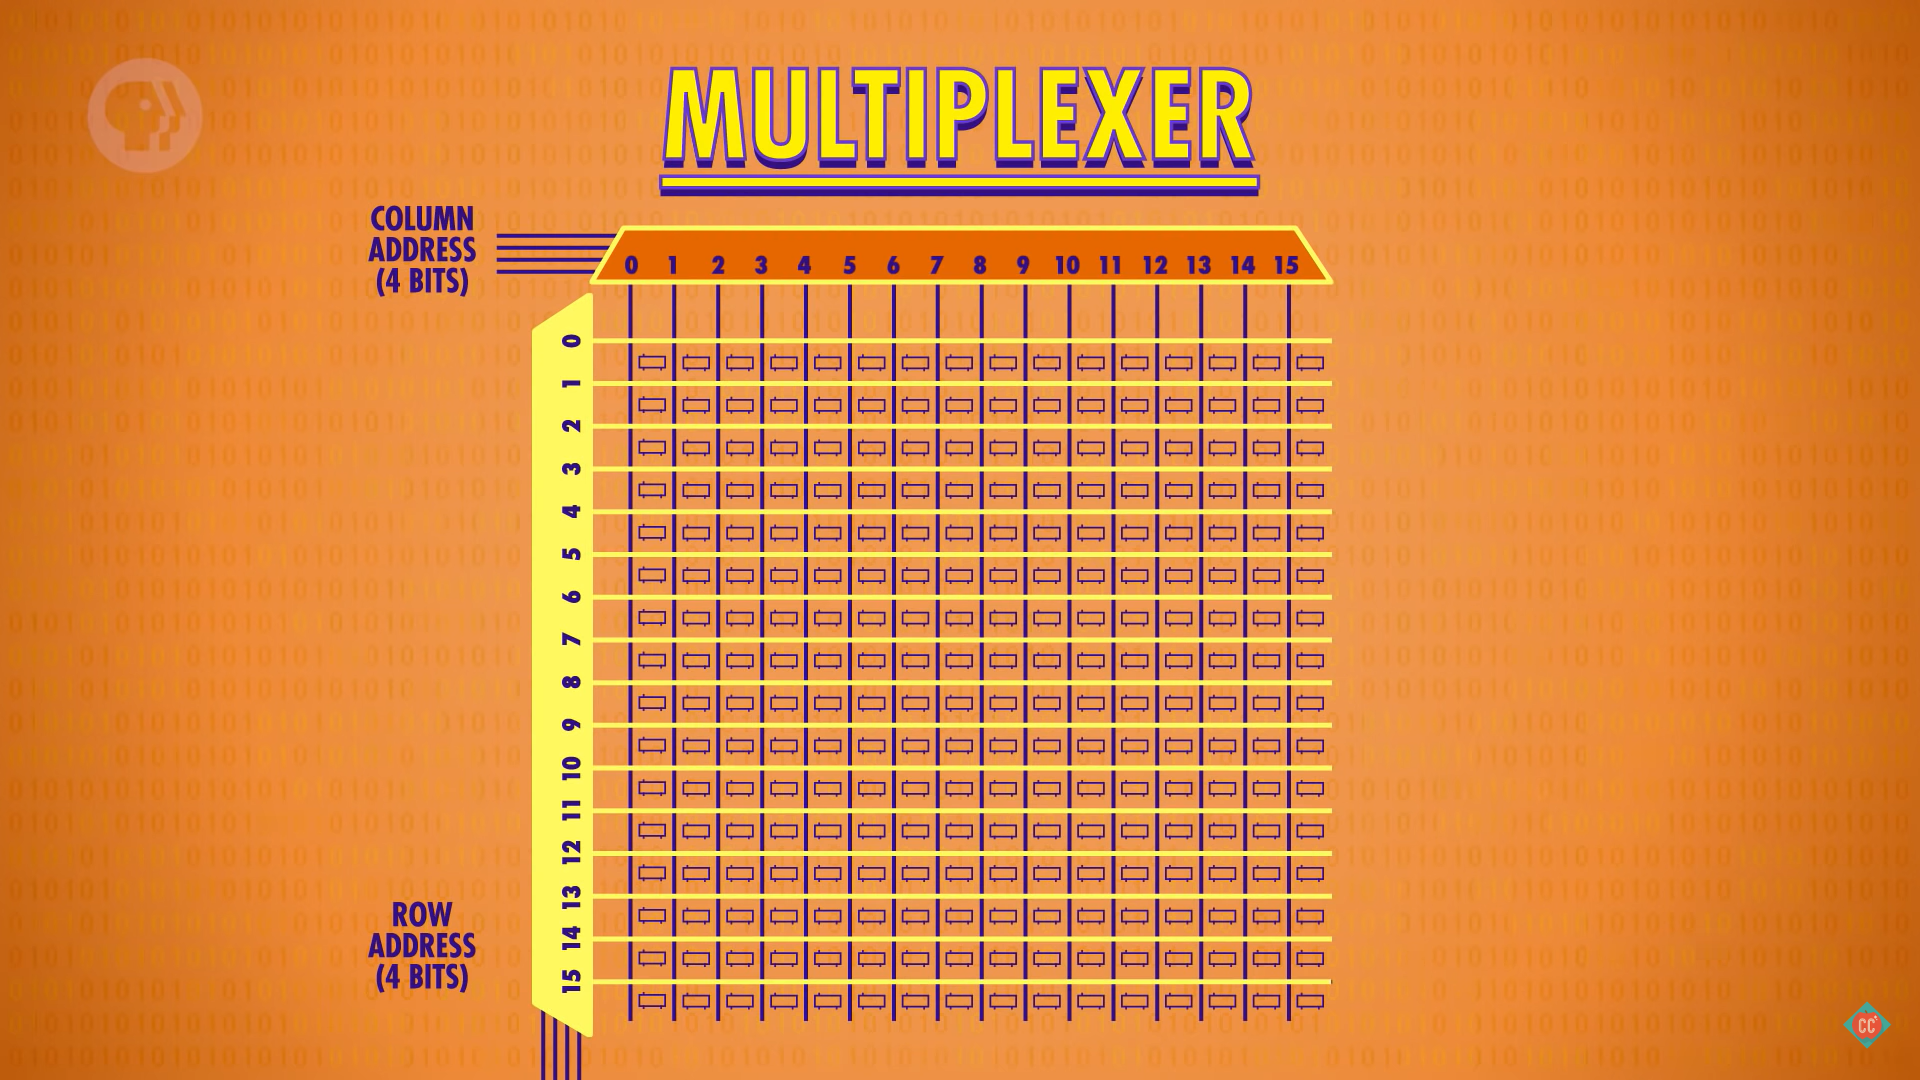 MULTIPLEXER
COLUMN
ADDRESS
(4 BITS)
0 1 2 3 4 5 6 7 8 9 10 11 12 13 14 15
0
1
2
3
4
5
6
7
8
9
10
11
12
13
14
15
ROW
ADDRESS
(4 BITS)
CC